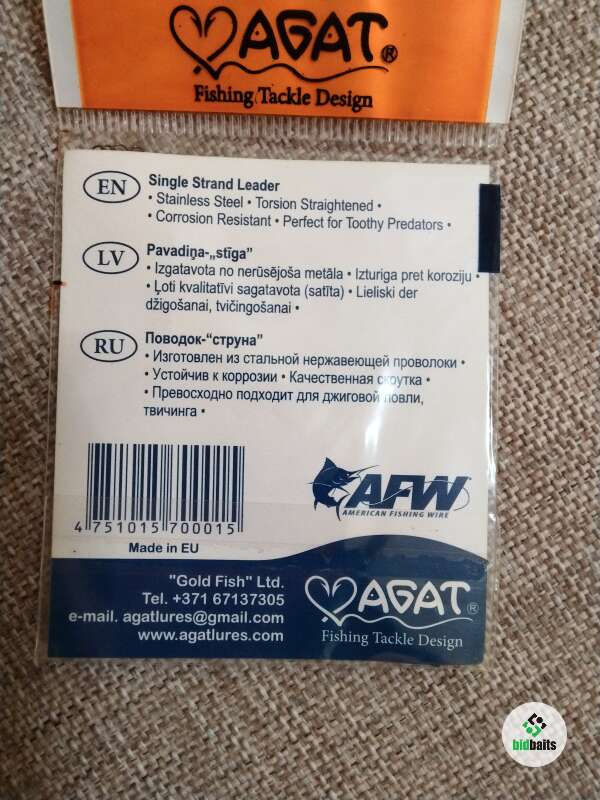 AGAT®
Fishing Tackle Design
EN
Single Strand Leader
• Stainless Steel • Torsion Straightened •
• Corrosion Resistant • Perfect for Toothy Predators •
LV
Pavadiņa-„stīga”
• Izgatavota no nerūsējoša metāla • Izturiga pret koroziju •
• Ļoti kvalitatīvi sagatavota (satīta) • Lieliski der
džigošanai, tvičingošanai •
RU
Поводок-“струна”
• Изготовлен из стальной нержавеющей проволоки •
• Устойчив к коррозии • Качественная скрутка •
• Превосходно подходит для джиговой ловли,
твичинга •
4 751015 700015
Made in EU
AFW™
AMERICAN FISHING WIRE
"Gold Fish" Ltd.
Tel. +371 67137305
e-mail. agatlures@gmail.com
www.agatlures.com
AGAT®
Fishing Tackle Design
bidbaits